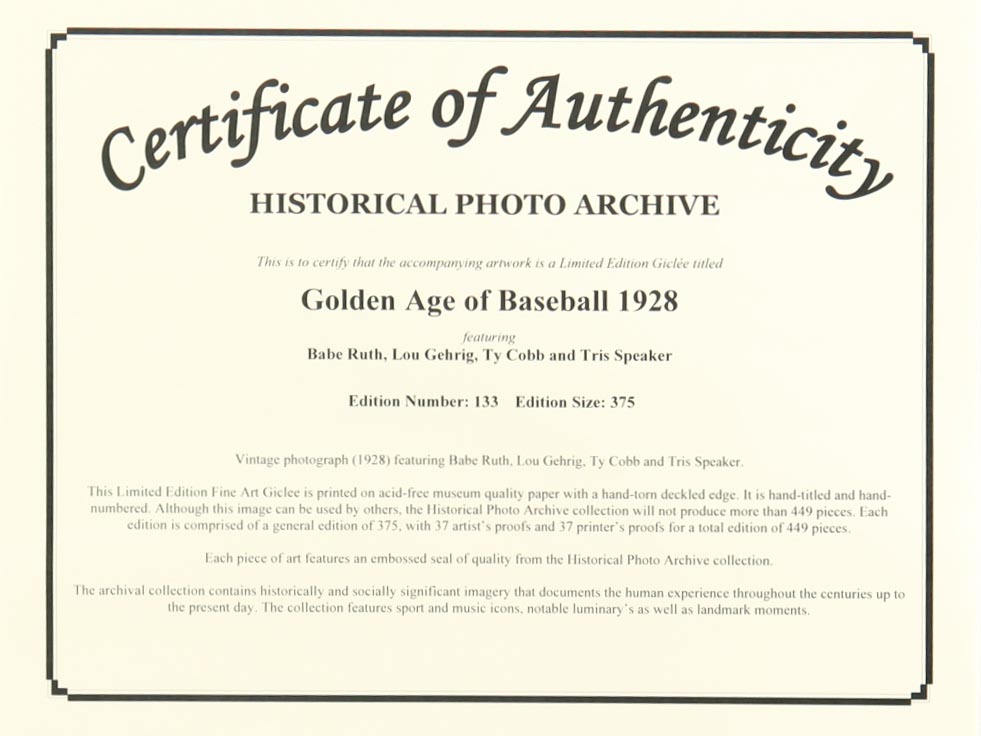 Certificate of Authenticity
HISTORICAL PHOTO ARCHIVE
This is to certify that the accompanying artwork is a Limited Edition Giclée titled
Golden Age of Baseball 1928
featuring
Babe Ruth, Lou Gehrig, Ty Cobb and Tris Speaker
Edition Number: 133 Edition Size: 375
Vintage photograph (1928) featuring Babe Ruth, Lou Gehrig, Ty Cobb and Tris Speaker.
This Limited Edition Fine Art Giclee is printed on acid-free museum quality paper with a hand-torn deckled edge. It is hand-titled and hand-
numbered. Although this image can be used by others, the Historical Photo Archive collection will not produce more than 449 pieces. Each
edition is comprised of a general edition of 375, with 37 artist's proofs and 37 printer's proofs for a total edition of 449 pieces.
Each piece of art features an embossed seal of quality from the Historical Photo Archive collection.
The archival collection contains historically and socially significant imagery that documents the human experience throughout the centuries up to
the present day. The collection features sport and music icons, notable luminary's as well as landmark moments.